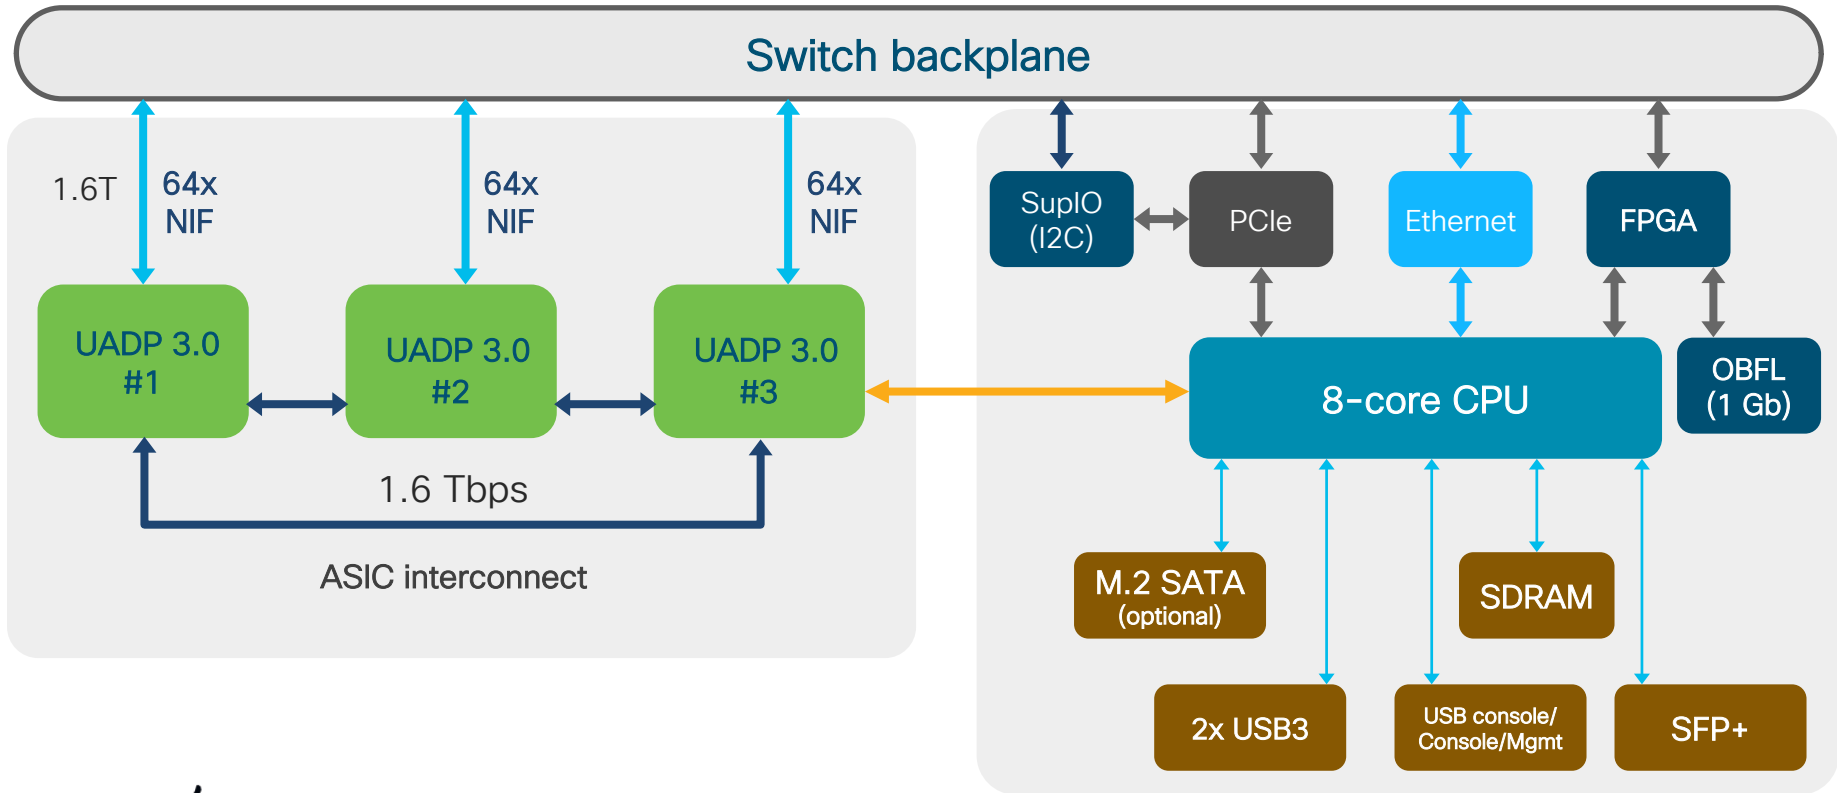 Switch backplane
1.6T
64x
NIF
64x
NIF
64x
NIF
SupIO
(I2C)
PCIe
Ethernet
FPGA
UADP 3.0
#1
UADP 3.0
#2
UADP 3.0
#3
8-core CPU
OBFL
(1 Gb)
1.6 Tbps
ASIC interconnect
M.2 SATA
(optional)
SDRAM
2x USB3
USB console/
Console/Mgmt
SFP+